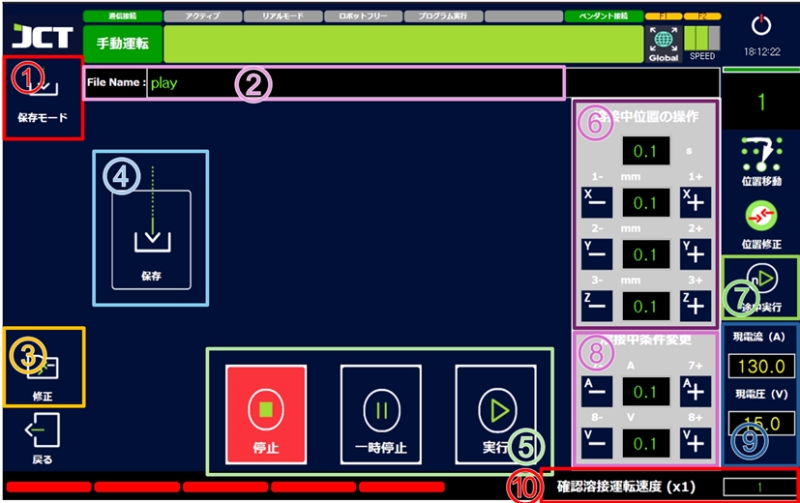 通信接続 アクティブ リアルモード ロボットフリー プログラム実行 ペンダント接続 F1 F2
JCT 手動運転 Global SPEED 18:12:22
① 保存モード
File Name : play ②
1
④ 保存
⑥ 中位置の操作
0.1 s
1- mm 1+
X− 0.1 X+
2- mm 2+
Y− 0.1 Y+
3- mm 3+
Z− 0.1 Z+
位置移動
位置修正
⑦ n 途中実行
③ 修正
戻る
停止
一時停止
実行 ⑤
⑧ 接中条件変更
A 7+
A− 0.1 A+
8- V 8+
V− 0.1 V+
現電流 (A)
130.0
現電圧 (V)
15.0
⑨
⑩ 確認溶接運転速度 (x1) 1